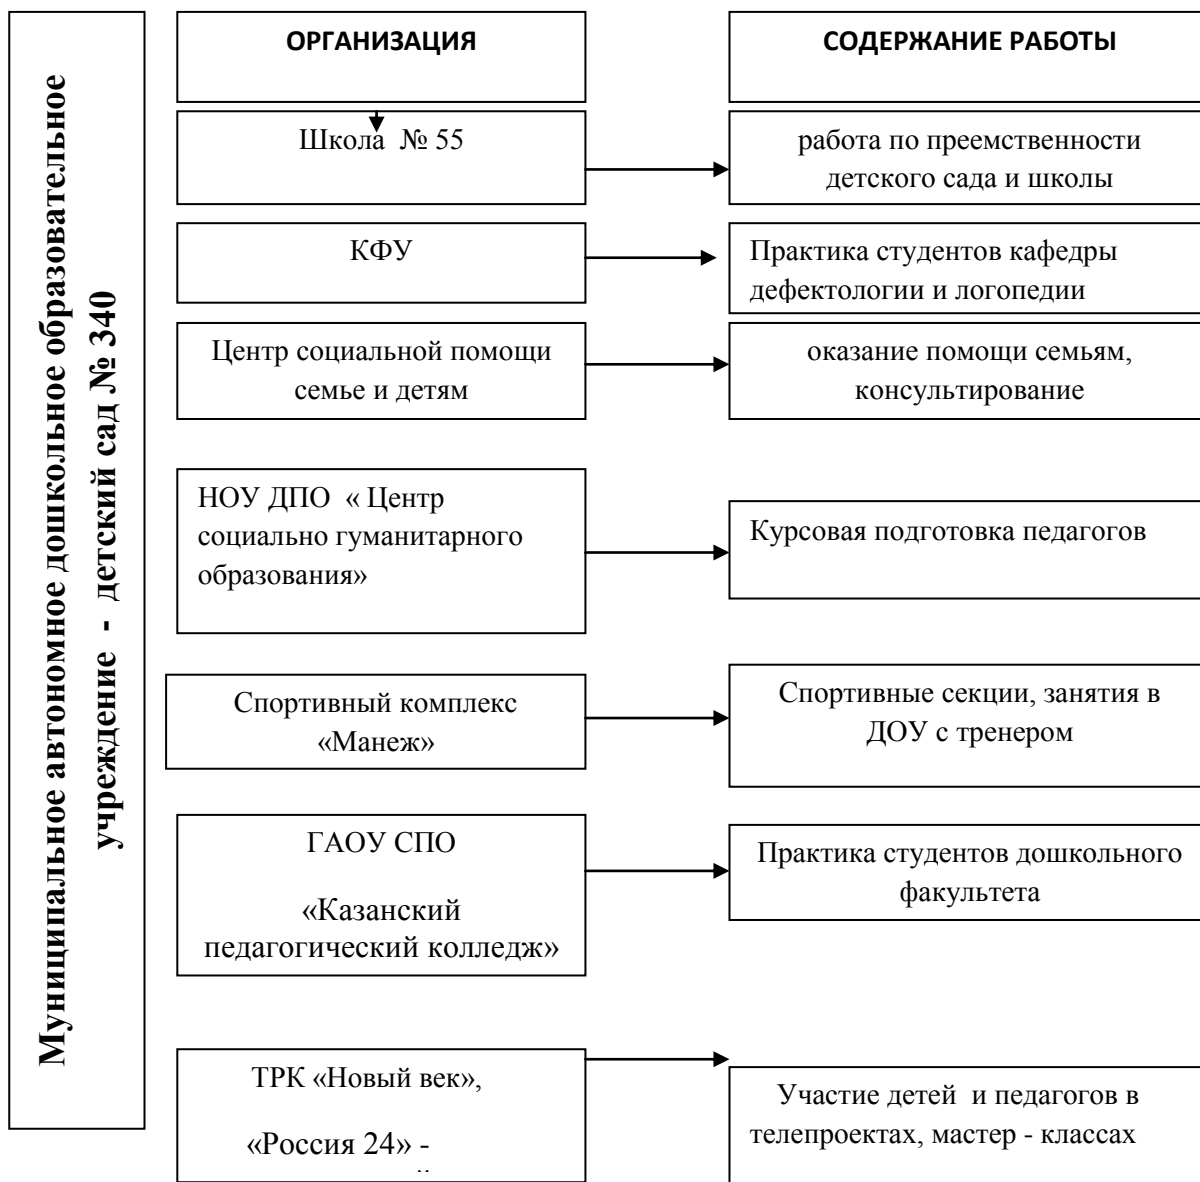 Муниципальное автономное дошкольное образовательное
учреждение - детский сад № 340
ОРГАНИЗАЦИЯ
СОДЕРЖАНИЕ РАБОТЫ
Школа № 55
работа по преемственности
детского сада и школы
КФУ
Практика студентов кафедры
дефектологии и логопедии
Центр социальной помощи
семье и детям
оказание помощи семьям,
консультирование
НОУ ДПО « Центр
социально гуманитарного
образования»
Курсовая подготовка педагогов
Спортивный комплекс
«Манеж»
Спортивные секции, занятия в
ДОУ с тренером
ГАОУ СПО
«Казанский
педагогический колледж»
Практика студентов дошкольного
факультета
ТРК «Новый век»,
«Россия 24» -
Участие детей и педагогов в
телепроектах, мастер - классах